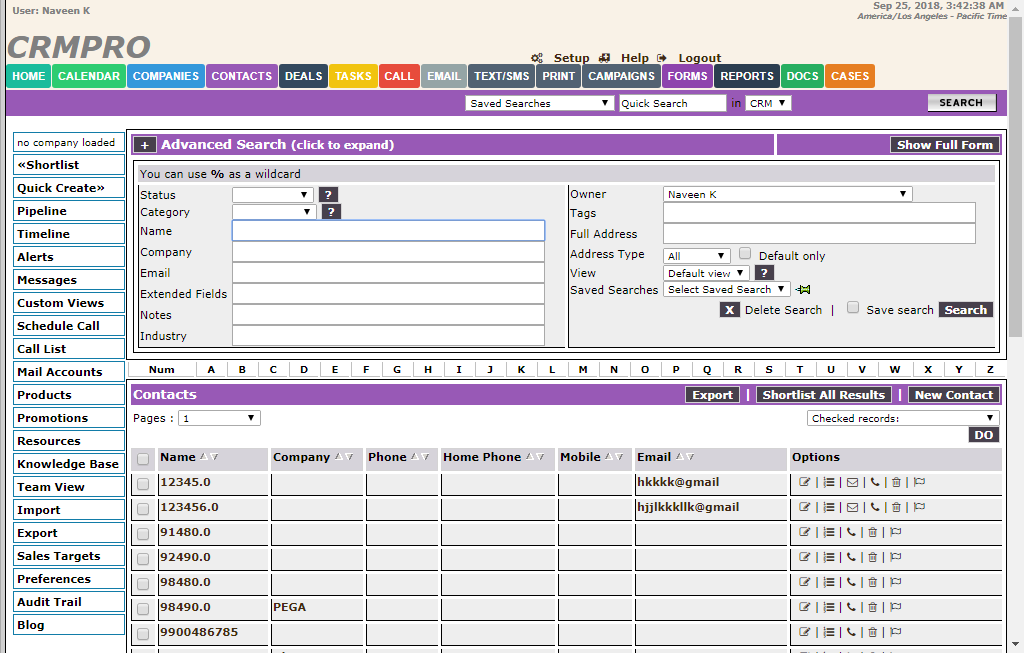 User: Naveen K
Sep 25, 2018, 3:42:38 AM
America/Los Angeles - Pacific Time
CRMPRO
Setup Help Logout
HOME CALENDAR COMPANIES CONTACTS DEALS TASKS CALL EMAIL TEXT/SMS PRINT CAMPAIGNS FORMS REPORTS DOCS CASES
Saved Searches Quick Search in CRM SEARCH
no company loaded
«Shortlist
Quick Create»
Pipeline
Timeline
Alerts
Messages
Custom Views
Schedule Call
Call List
Mail Accounts
Products
Promotions
Resources
Knowledge Base
Team View
Import
Export
Sales Targets
Preferences
Audit Trail
Blog
+ Advanced Search (click to expand) Show Full Form
You can use % as a wildcard
Status ?
Category ?
Name
Company
Email
Extended Fields
Notes
Industry
Owner Naveen K
Tags
Full Address
Address Type All Default only
View Default view ?
Saved Searches Select Saved Search
X Delete Search | Save search Search
Num A B C D E F G H I J K L M N O P Q R S T U V W X Y Z
Contacts Export | Shortlist All Results | New Contact
Pages : 1 Checked records:
DO
Name Company Phone Home Phone Mobile Email Options
12345.0 hkkkk@gmail | | | | |
123456.0 hjjlkkkllk@gmail | | | | |
91480.0 | | | |
92490.0 | | | |
98480.0 | | | |
98490.0 PEGA | | | |
9900486785 | | | |